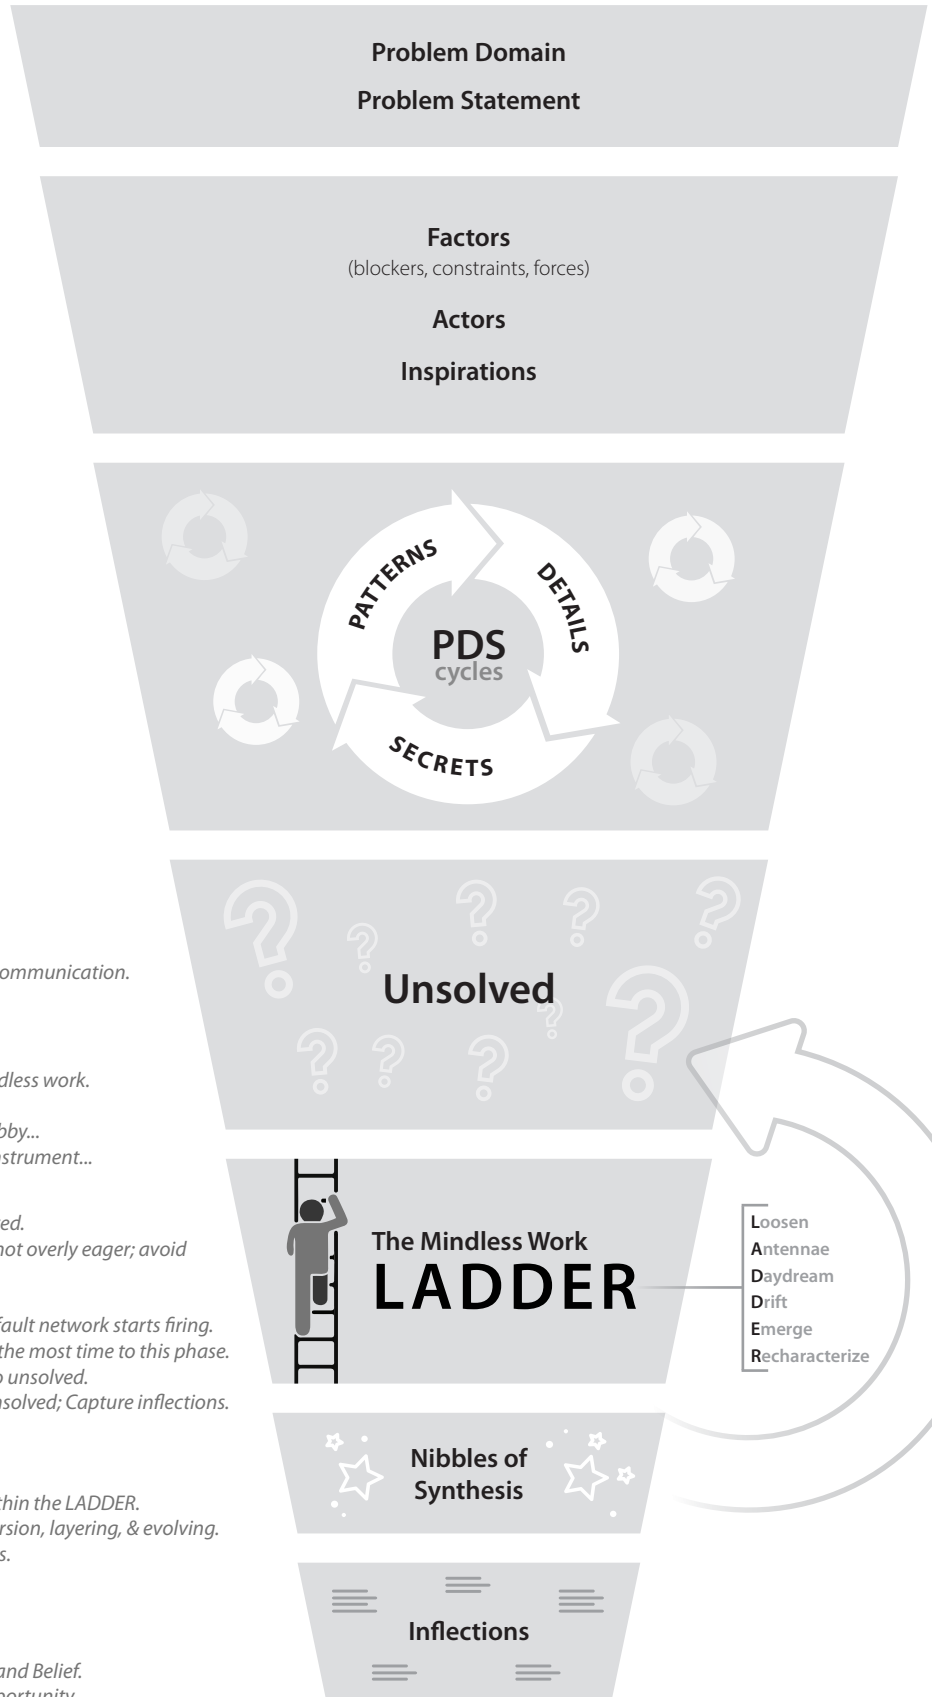 Problem Domain
Problem Statement
Factors
(blockers, constraints, forces)
Actors
Inspirations
PATTERNS
DETAILS
SECRETS
PDS
cycles
Unsolved
ommunication.
dless work.
bby...
nstrument...
ed.
not overly eager; avoid
fault network starts firing.
the most time to this phase.
o unsolved.
nsolved; Capture inflections.
The Mindless Work
LADDER
Loosen
Antennae
Daydream
Drift
Emerge
Recharacterize
Nibbles of
Synthesis
thin the LADDER.
rsion, layering, & evolving.
s.
Inflections
and Belief.
portunity